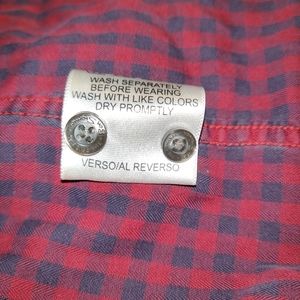 WASH SEPARATELY
BEFORE WEARING
WASH WITH LIKE COLORS
DRY PROMPTLY
VERSO/AL REVERSO